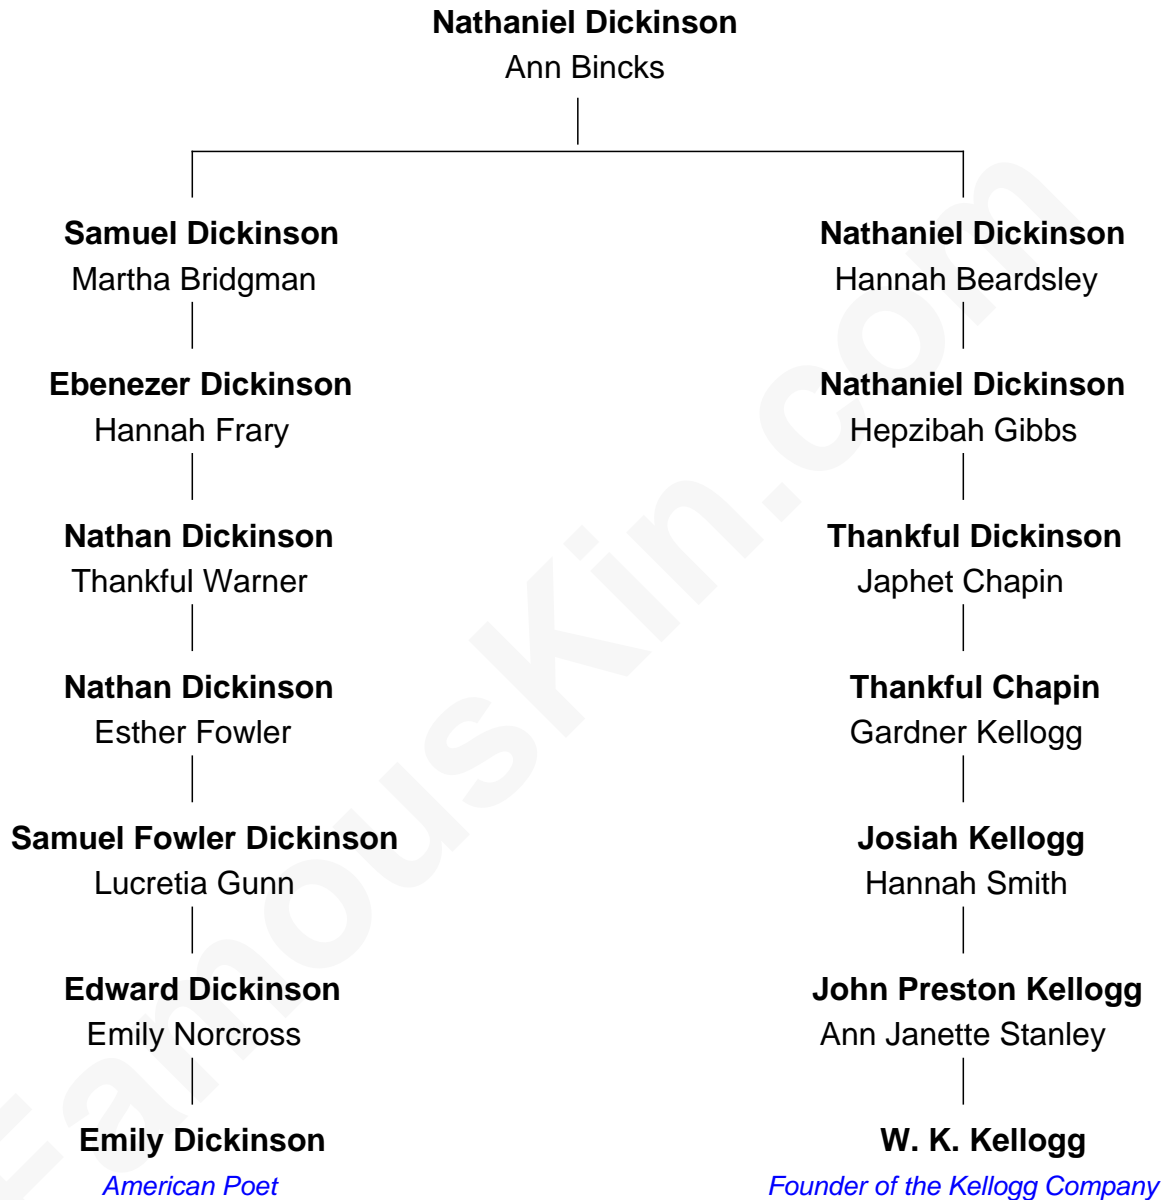 Nathaniel Dickinson
Ann Bincks
Samuel Dickinson
Martha Bridgman
Nathaniel Dickinson
Hannah Beardsley
Ebenezer Dickinson
Hannah Frary
Nathaniel Dickinson
Hepzibah Gibbs
Nathan Dickinson
Thankful Warner
Thankful Dickinson
Japhet Chapin
Nathan Dickinson
Esther Fowler
Thankful Chapin
Gardner Kellogg
Samuel Fowler Dickinson
Lucretia Gunn
Josiah Kellogg
Hannah Smith
Edward Dickinson
Emily Norcross
John Preston Kellogg
Ann Janette Stanley
Emily Dickinson
American Poet
W. K. Kellogg
Founder of the Kellogg Company
FamousKin.com